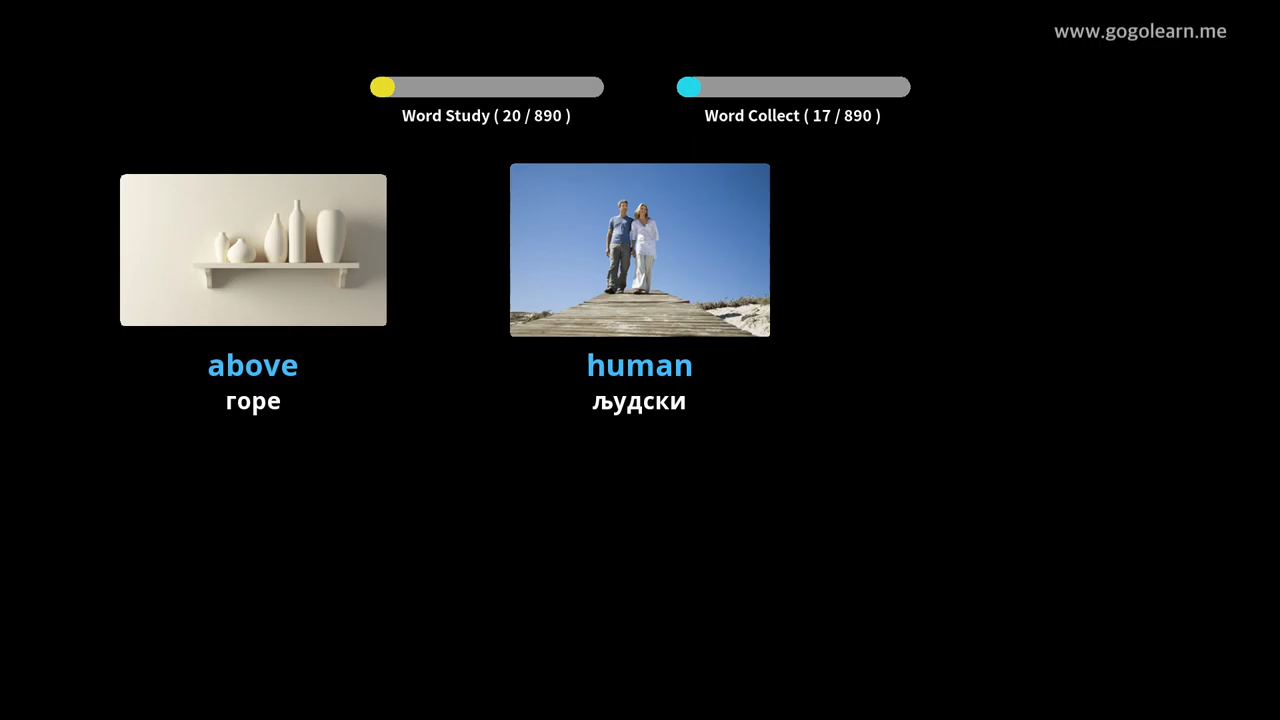 www.gogolearn.me
Word Study ( 20 / 890 )
Word Collect ( 17 / 890 )
above
горе
human
људски